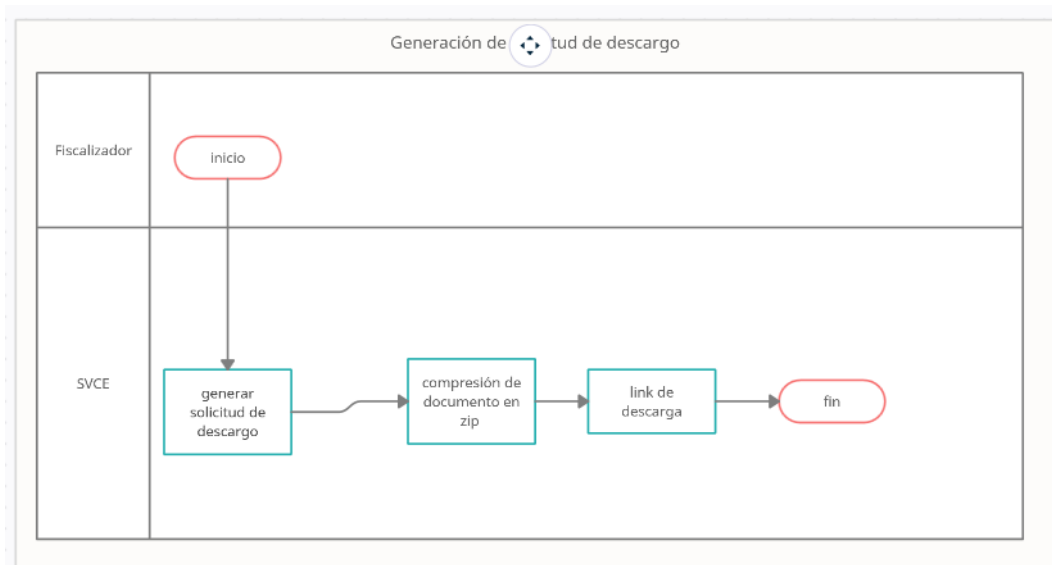 Generación de tud de descargo
Fiscalizador
inicio
SVCE
generar
solicitud de
descargo
compresión de
documento en
zip
link de
descarga
fin